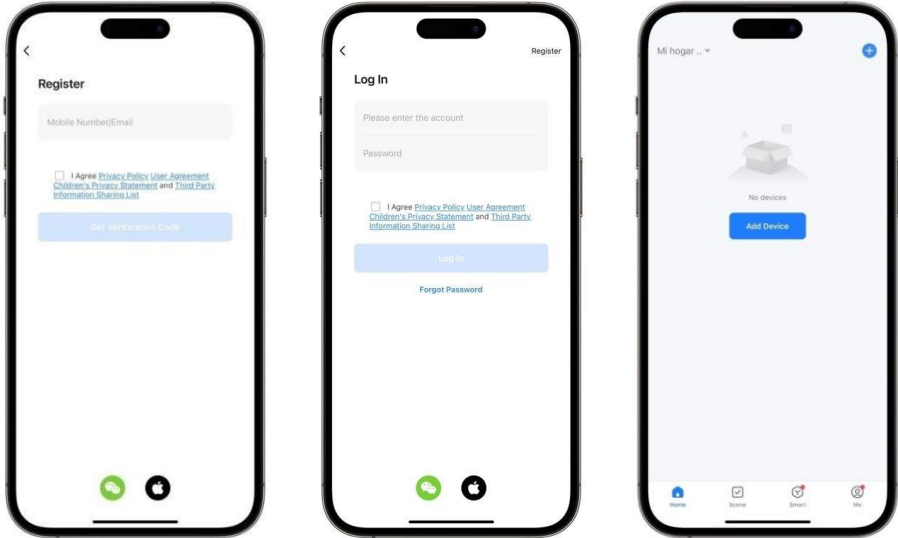 Register
Mobile Number/Email
I Agree Privacy Policy User Agreement
Children's Privacy Statement and Third Party
Information Sharing List
Get Verification Code
Register
Log In
Please enter the account
Password
I Agree Privacy Policy User Agreement
Children's Privacy Statement and Third Party
Information Sharing List
Log In
Forgot Password
Mi hogar ..
No devices
Add Device
Home
Scene
Smart
Me